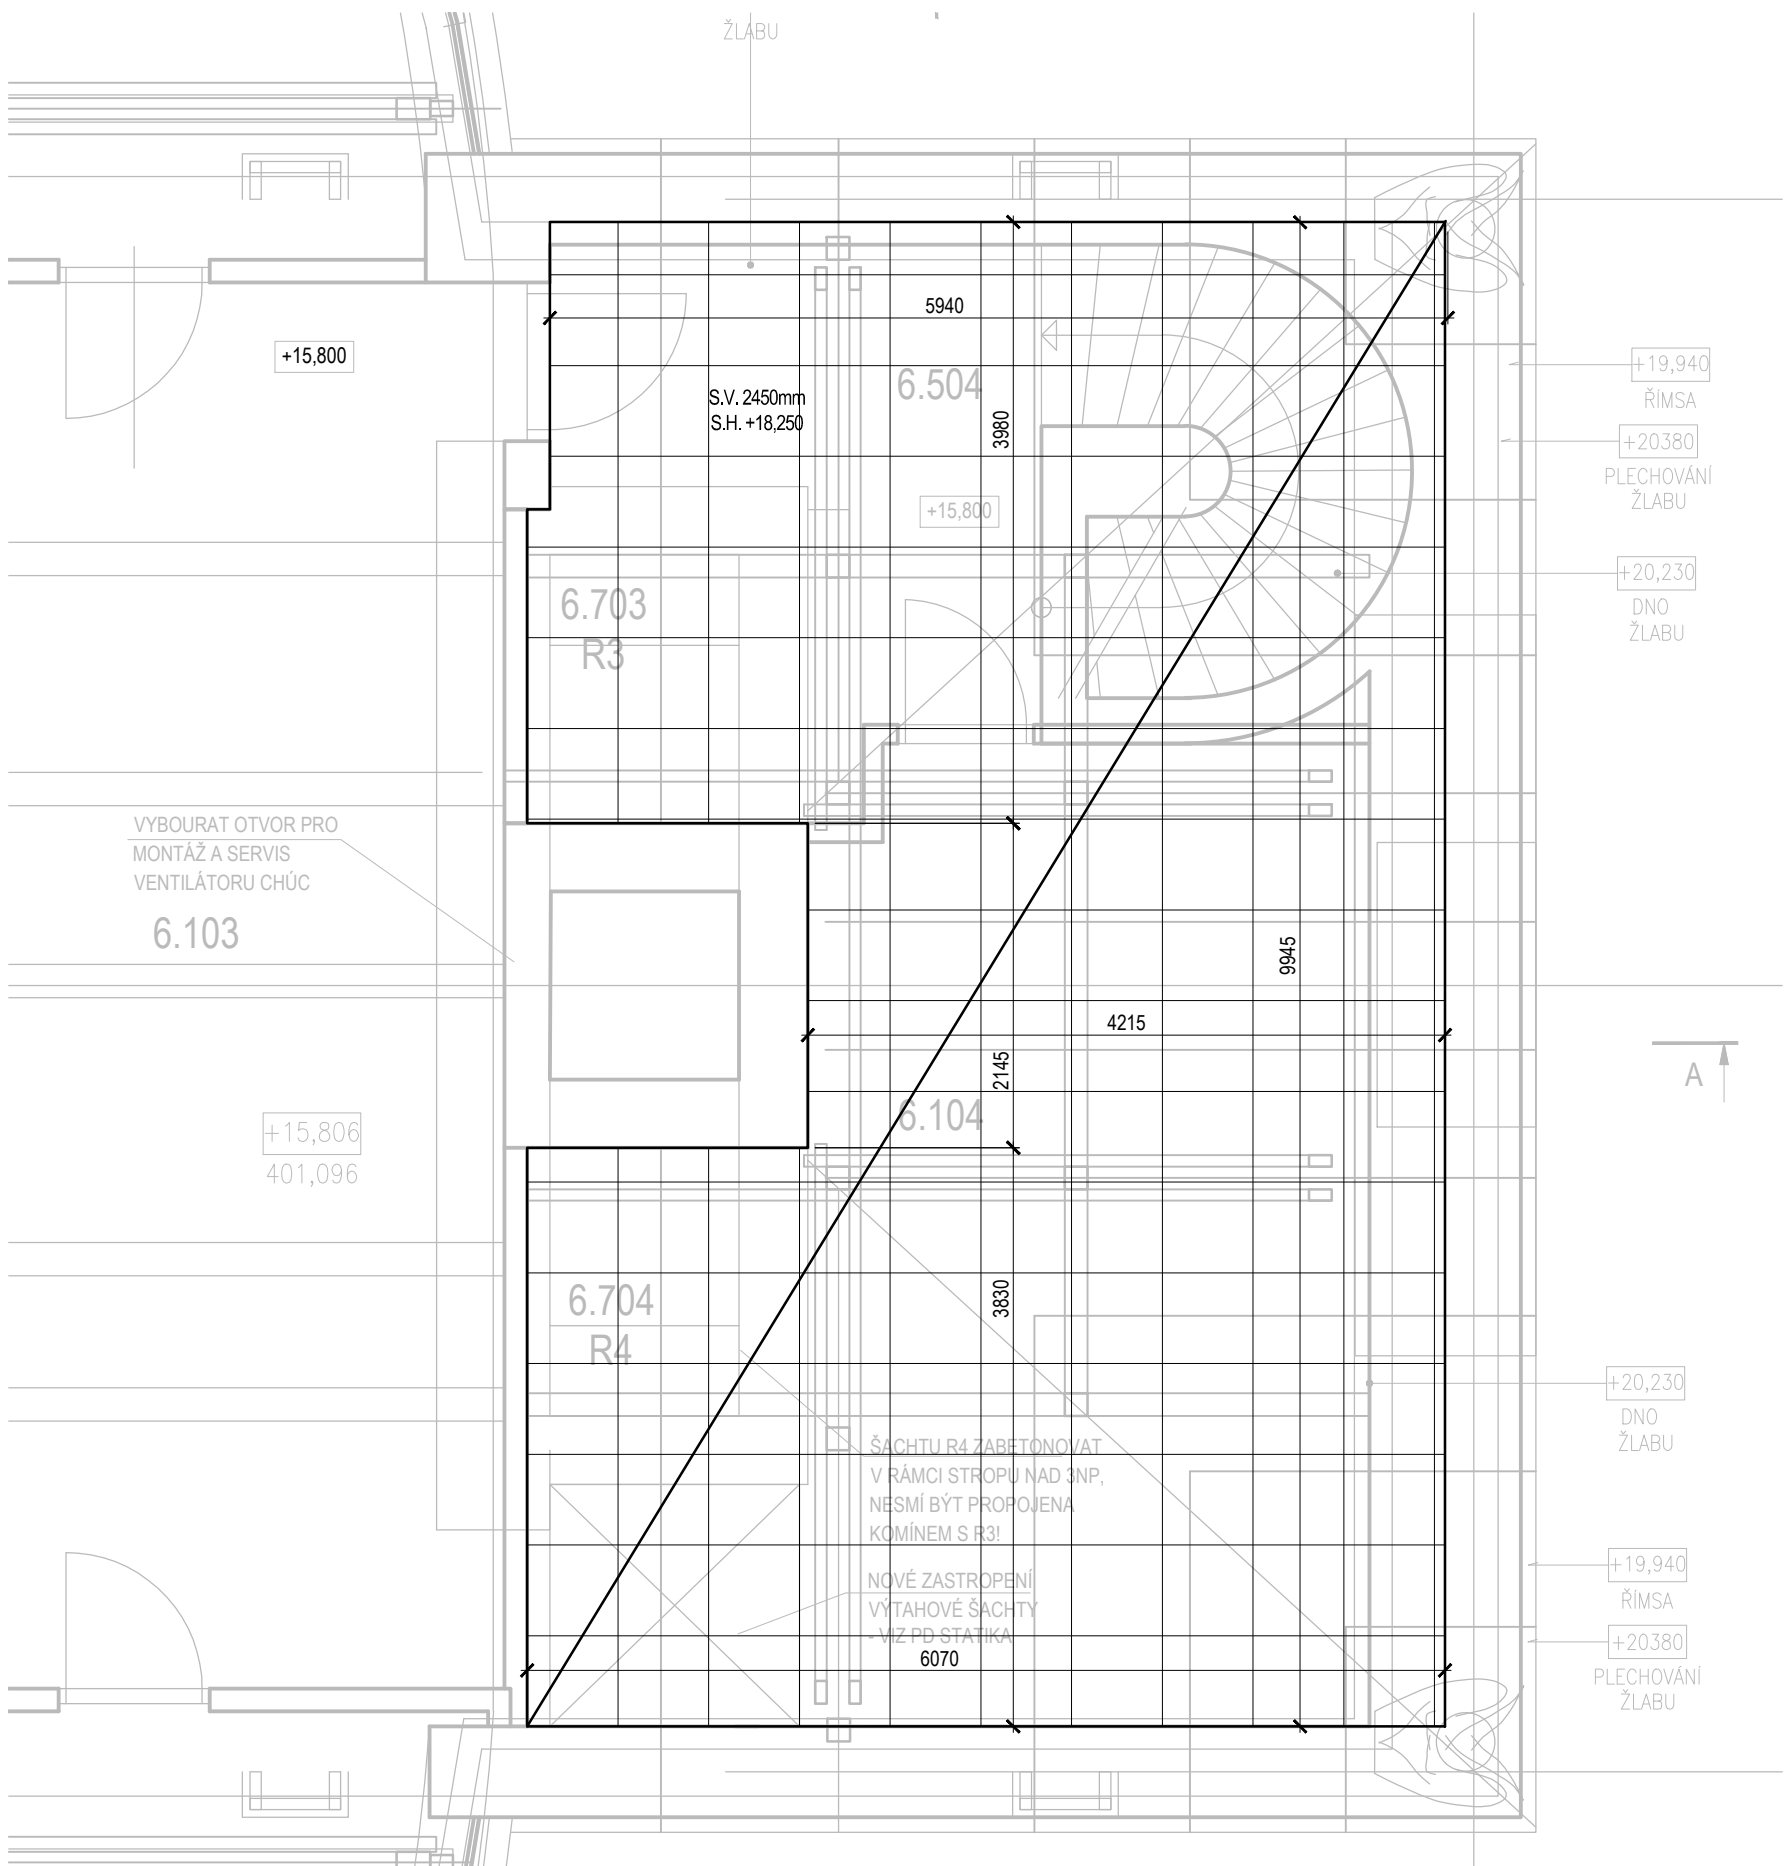 ŽLABU
5940
+15,800
S.V. 2450mm
S.H. +18,250
6.504
3980
+15,800
+19,940
ŘÍMSA
+20380
PLECHOVÁNÍ
ŽLABU
+20,230
DNO
ŽLABU
6.703
R3
VYBOURAT OTVOR PRO
MONTÁŽ A SERVIS
VENTILÁTORU CHÚC
6.103
9945
4215
2145
A
6.104
+15,806
401,096
6.704
R4
3830
+20,230
DNO
ŽLABU
ŠACHTU R4 ZABETONOVAT
V RÁMCI STROPU NAD 3NP,
NESMÍ BÝT PROPOJENA
KOMÍNEM S R3!
NOVÉ ZASTROPENÍ
VÝTAHOVÉ ŠACHTY
- VIZ PD STATIKA
+19,940
ŘÍMSA
+20380
PLECHOVÁNÍ
ŽLABU
6070